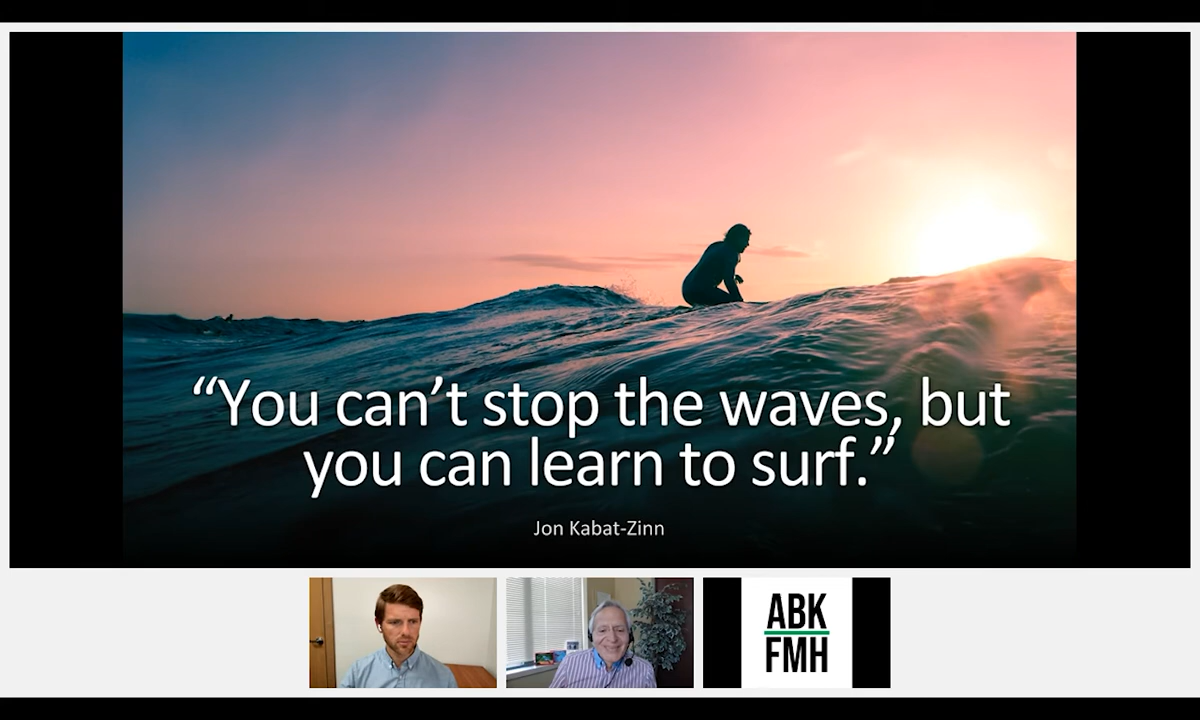 “You can’t stop the waves, but
you can learn to surf.”
Jon Kabat-Zinn
ABK
FMH